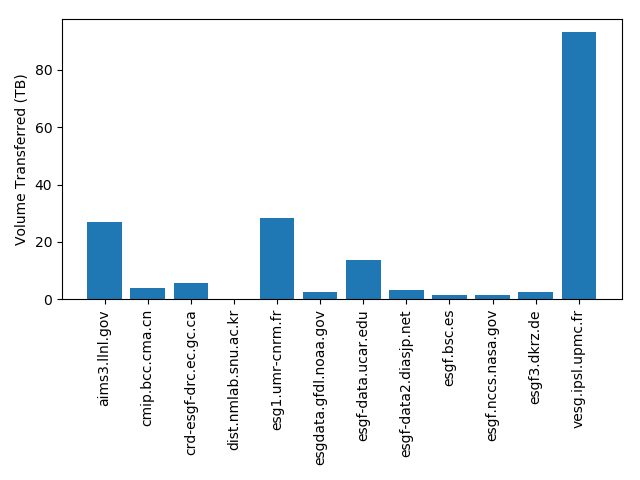 Volume Transferred (TB)
80
60
40
20
0
aims3.llnl.gov
cmip.bcc.cma.cn
crd-esgf-drc.ec.gc.ca
dist.nmlab.snu.ac.kr
esg1.umr-cnrm.fr
esgdata.gfdl.noaa.gov
esgf-data.ucar.edu
esgf-data2.diasjp.net
esgf.bsc.es
esgf.nccs.nasa.gov
esgf3.dkrz.de
vesg.ipsl.upmc.fr